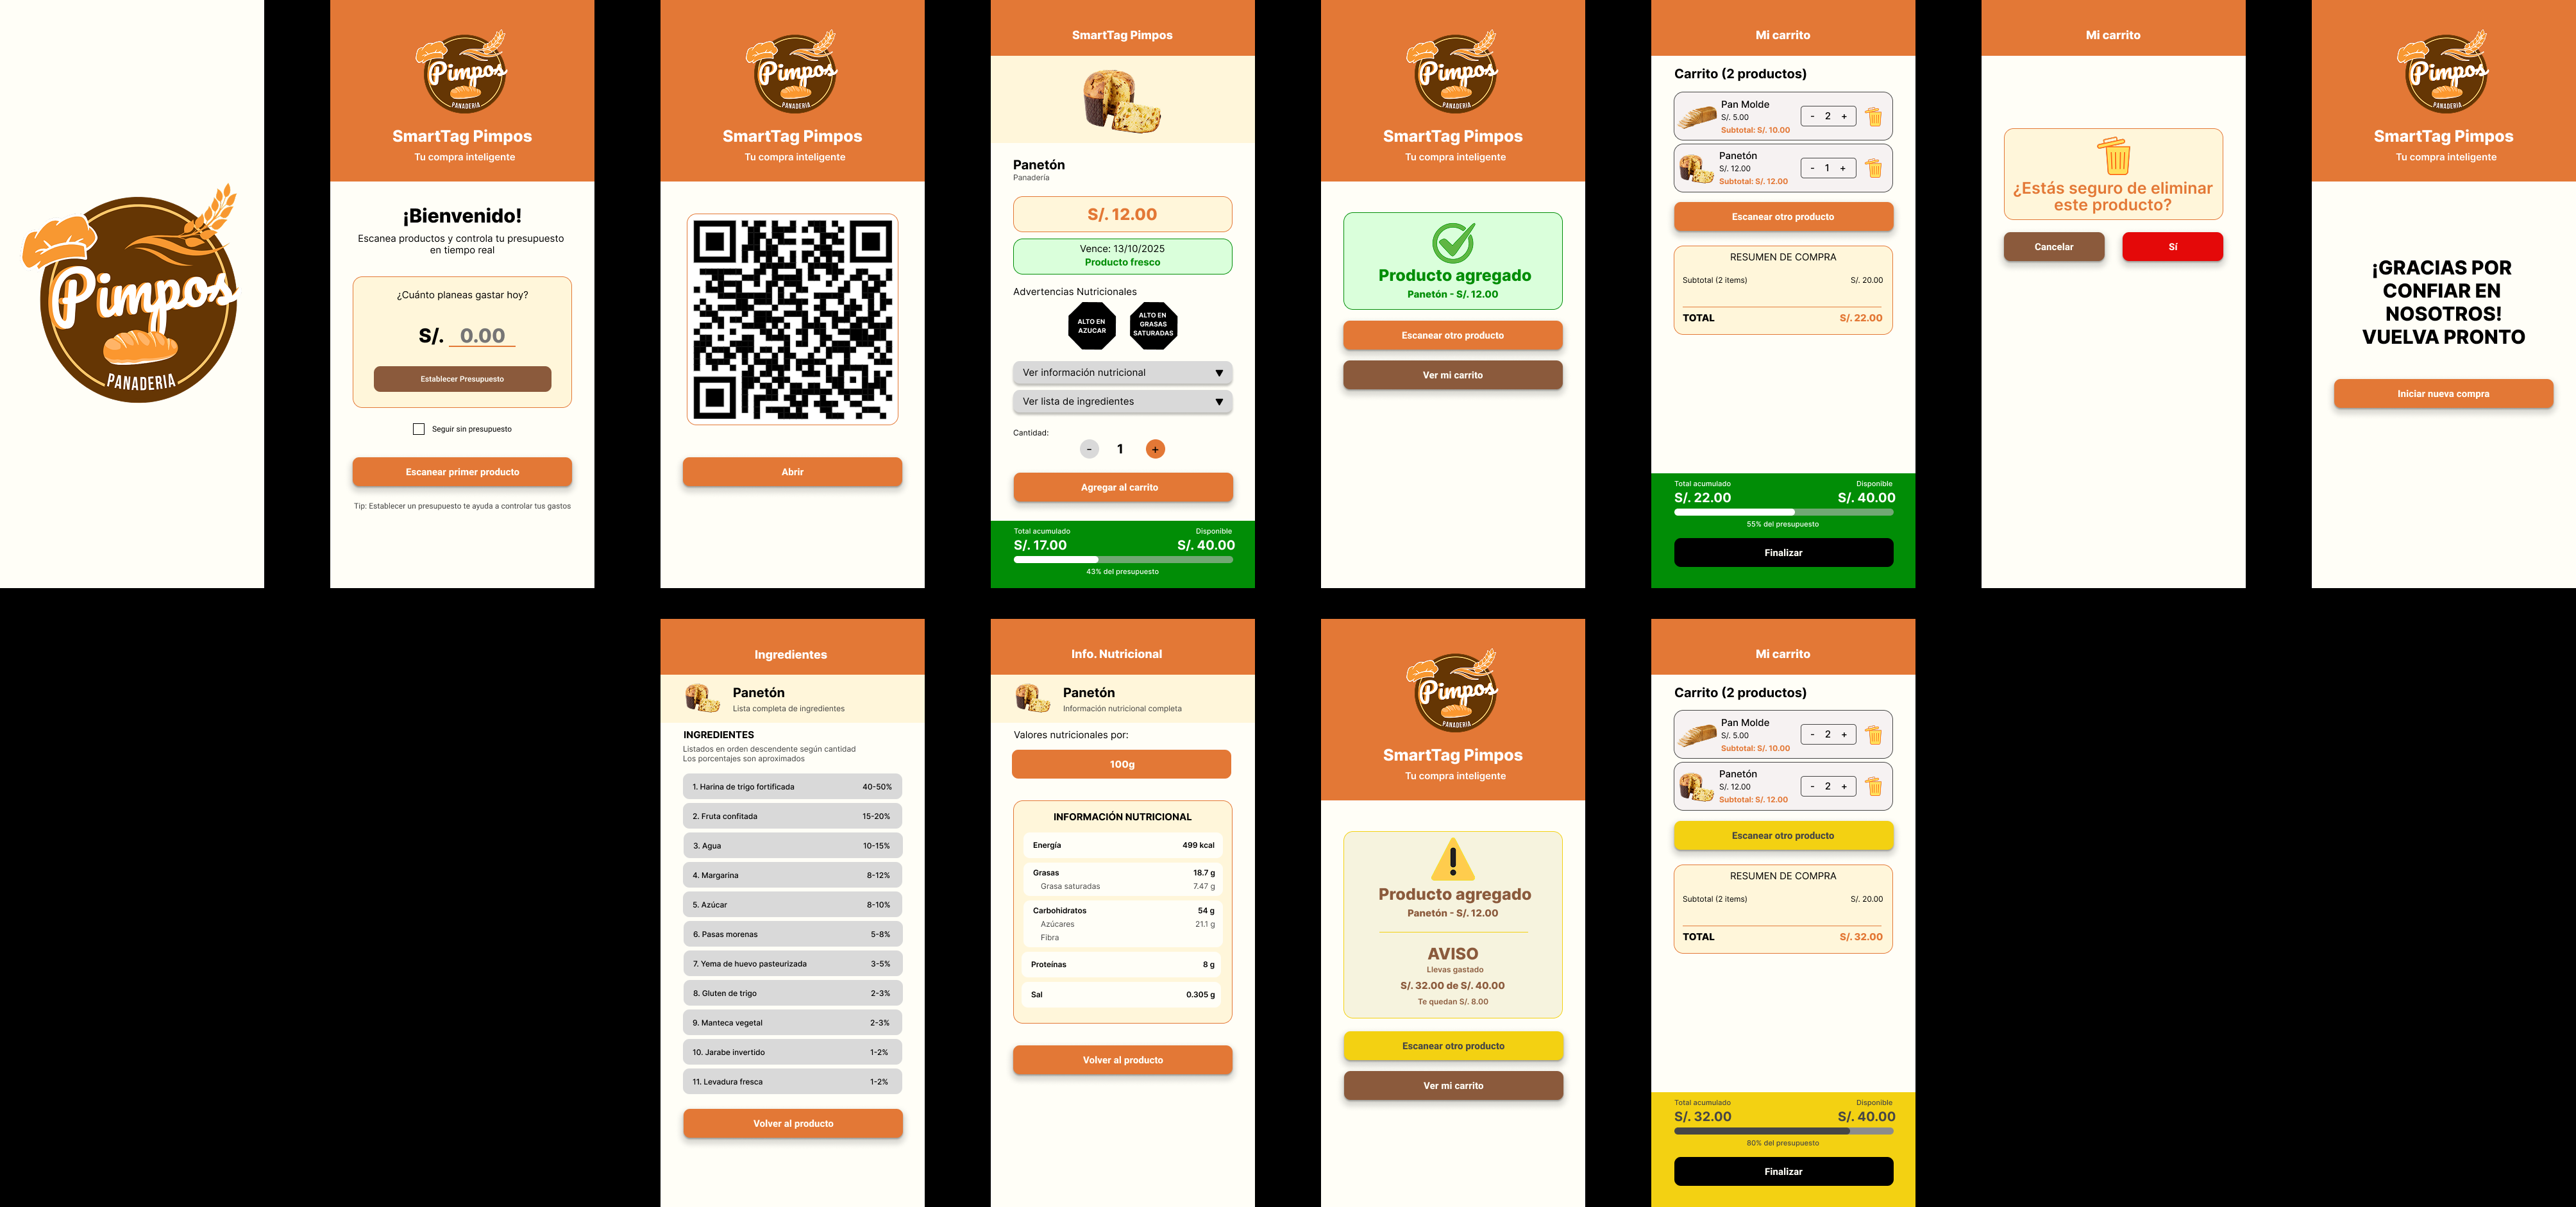 Pimpos
PANADERIA
Pimpos
PANADERIA
SmartTag Pimpos
Tu compra inteligente
¡Bienvenido!
Escanea productos y controla tu presupuesto
en tiempo real
¿Cuánto planeas gastar hoy?
S/. 0.00
Establecer Presupuesto
Seguir sin presupuesto
Escanear primer producto
Tip: Establecer un presupuesto te ayuda a controlar tus gastos
Pimpos
PANADERIA
SmartTag Pimpos
Tu compra inteligente
Abrir
SmartTag Pimpos
Panetón
Panadería
S/. 12.00
Vence: 13/10/2025
Producto fresco
Advertencias Nutricionales
ALTO EN
AZUCAR
ALTO EN
GRASAS
SATURADAS
Ver información nutricional
Ver lista de ingredientes
Cantidad:
- 1 +
Agregar al carrito
Total acumulado Disponible
S/. 17.00 S/. 40.00
43% del presupuesto
Pimpos
PANADERIA
SmartTag Pimpos
Tu compra inteligente
Producto agregado
Panetón - S/. 12.00
Escanear otro producto
Ver mi carrito
Mi carrito
Carrito (2 productos)
Pan Molde
S/. 5.00
Subtotal: S/. 10.00
- 2 +
Panetón
S/. 12.00
Subtotal: S/. 12.00
- 1 +
Escanear otro producto
RESUMEN DE COMPRA
Subtotal (2 items) S/. 20.00
TOTAL S/. 22.00
Total acumulado Disponible
S/. 22.00 S/. 40.00
55% del presupuesto
Finalizar
Mi carrito
¿Estás seguro de eliminar
este producto?
Cancelar Sí
Pimpos
PANADERIA
SmartTag Pimpos
Tu compra inteligente
¡GRACIAS POR
CONFIAR EN
NOSOTROS!
VUELVA PRONTO
Iniciar nueva compra
Ingredientes
Panetón
Lista completa de ingredientes
INGREDIENTES
Listados en orden descendente según cantidad
Los porcentajes son aproximados
1. Harina de trigo fortificada 40-50%
2. Fruta confitada 15-20%
3. Agua 10-15%
4. Margarina 8-12%
5. Azúcar 8-10%
6. Pasas morenas 5-8%
7. Yema de huevo pasteurizada 3-5%
8. Gluten de trigo 2-3%
9. Manteca vegetal 2-3%
10. Jarabe invertido 1-2%
11. Levadura fresca 1-2%
Volver al producto
Info. Nutricional
Panetón
Información nutricional completa
Valores nutricionales por:
100g
INFORMACIÓN NUTRICIONAL
Energía 499 kcal
Grasas 18.7 g
Grasa saturadas 7.47 g
Carbohidratos 54 g
Azúcares 21.1 g
Fibra
Proteínas 8 g
Sal 0.305 g
Volver al producto
Pimpos
PANADERIA
SmartTag Pimpos
Tu compra inteligente
Producto agregado
Panetón - S/. 12.00
AVISO
Llevas gastado
S/. 32.00 de S/. 40.00
Te quedan S/. 8.00
Escanear otro producto
Ver mi carrito
Mi carrito
Carrito (2 productos)
Pan Molde
S/. 5.00
Subtotal: S/. 10.00
- 2 +
Panetón
S/. 12.00
Subtotal: S/. 12.00
- 2 +
Escanear otro producto
RESUMEN DE COMPRA
Subtotal (2 items) S/. 20.00
TOTAL S/. 32.00
Total acumulado Disponible
S/. 32.00 S/. 40.00
80% del presupuesto
Finalizar